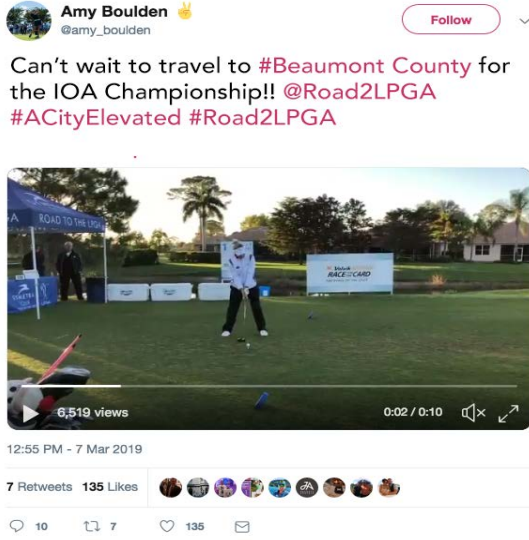 Amy Boulden ✌
@amy_boulden
Follow
Can't wait to travel to #Beaumont County for
the IOA Championship!! @Road2LPGA
#ACityElevated #Road2LPGA
ROAD TO THE LPGA
RACE CARD
6,519 views
0:02 / 0:10
12:55 PM - 7 Mar 2019
7 Retweets 135 Likes
10 7 135